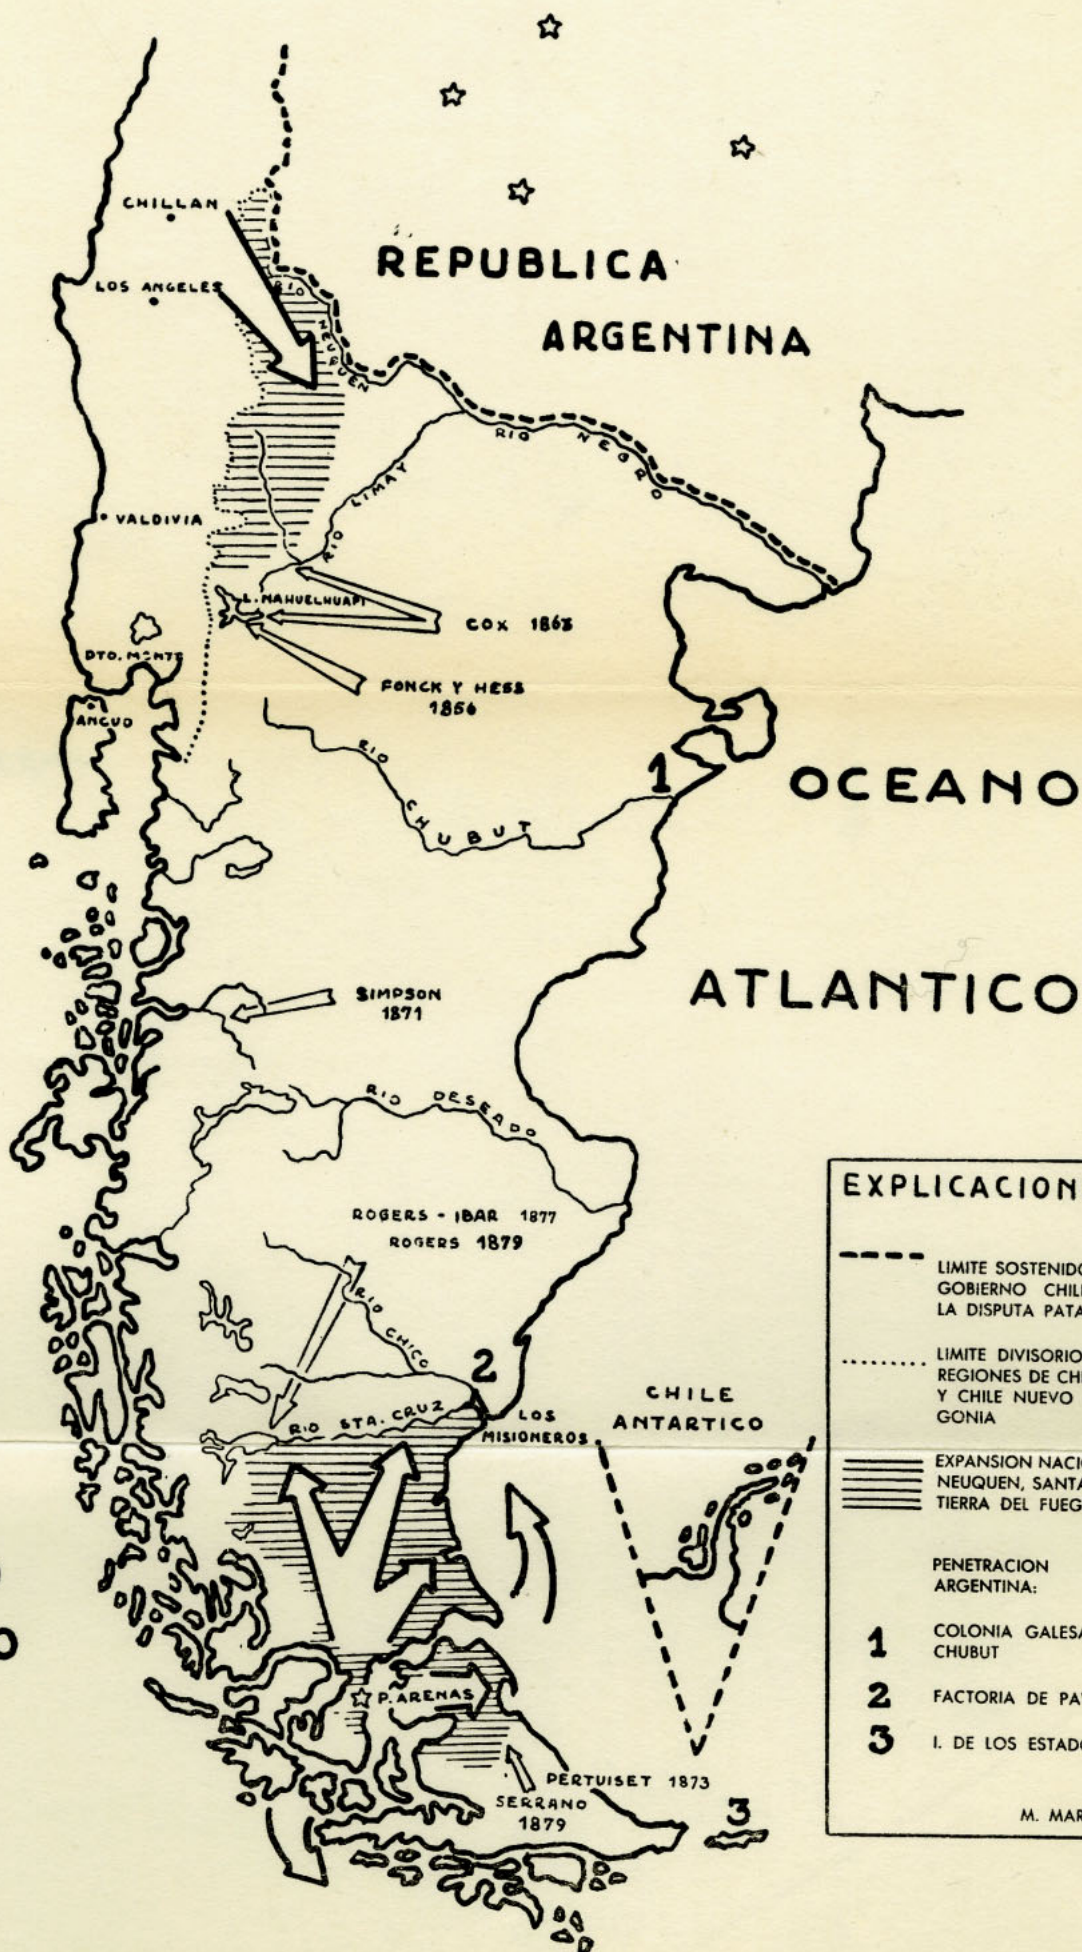 CHILLAN
LOS ANGELES
REPUBLICA
ARGENTINA
RIO
NEUQUEN
RIO NEGRO
RIO LIMAY
VALDIVIA
L. NAHUELHUAPI
COX 1863
FONCK Y HESS
1856
PTO. MONTT
ANCUD
RIO
CHUBUT
1
OCEANO
ATLANTICO
SIMPSON
1871
RIO DESEADO
ROGERS - IBAR 1877
ROGERS 1879
RIO
CHICO
2
RIO STA. CRUZ
LOS
MISIONEROS
CHILE
ANTARTICO
P. ARENAS
PERTUISET 1873
SERRANO
1879
3
EXPLICACION
LIMITE SOSTENIDO
GOBIERNO CHIL
LA DISPUTA PATA
LIMITE DIVISORIO
REGIONES DE CH
Y CHILE NUEVO
GONIA
EXPANSION NACI
NEUQUEN, SANTA
TIERRA DEL FUEG
PENETRACION
ARGENTINA:
1 COLONIA GALESA
CHUBUT
2 FACTORIA DE PA
3 I. DE LOS ESTADO
M. MAR